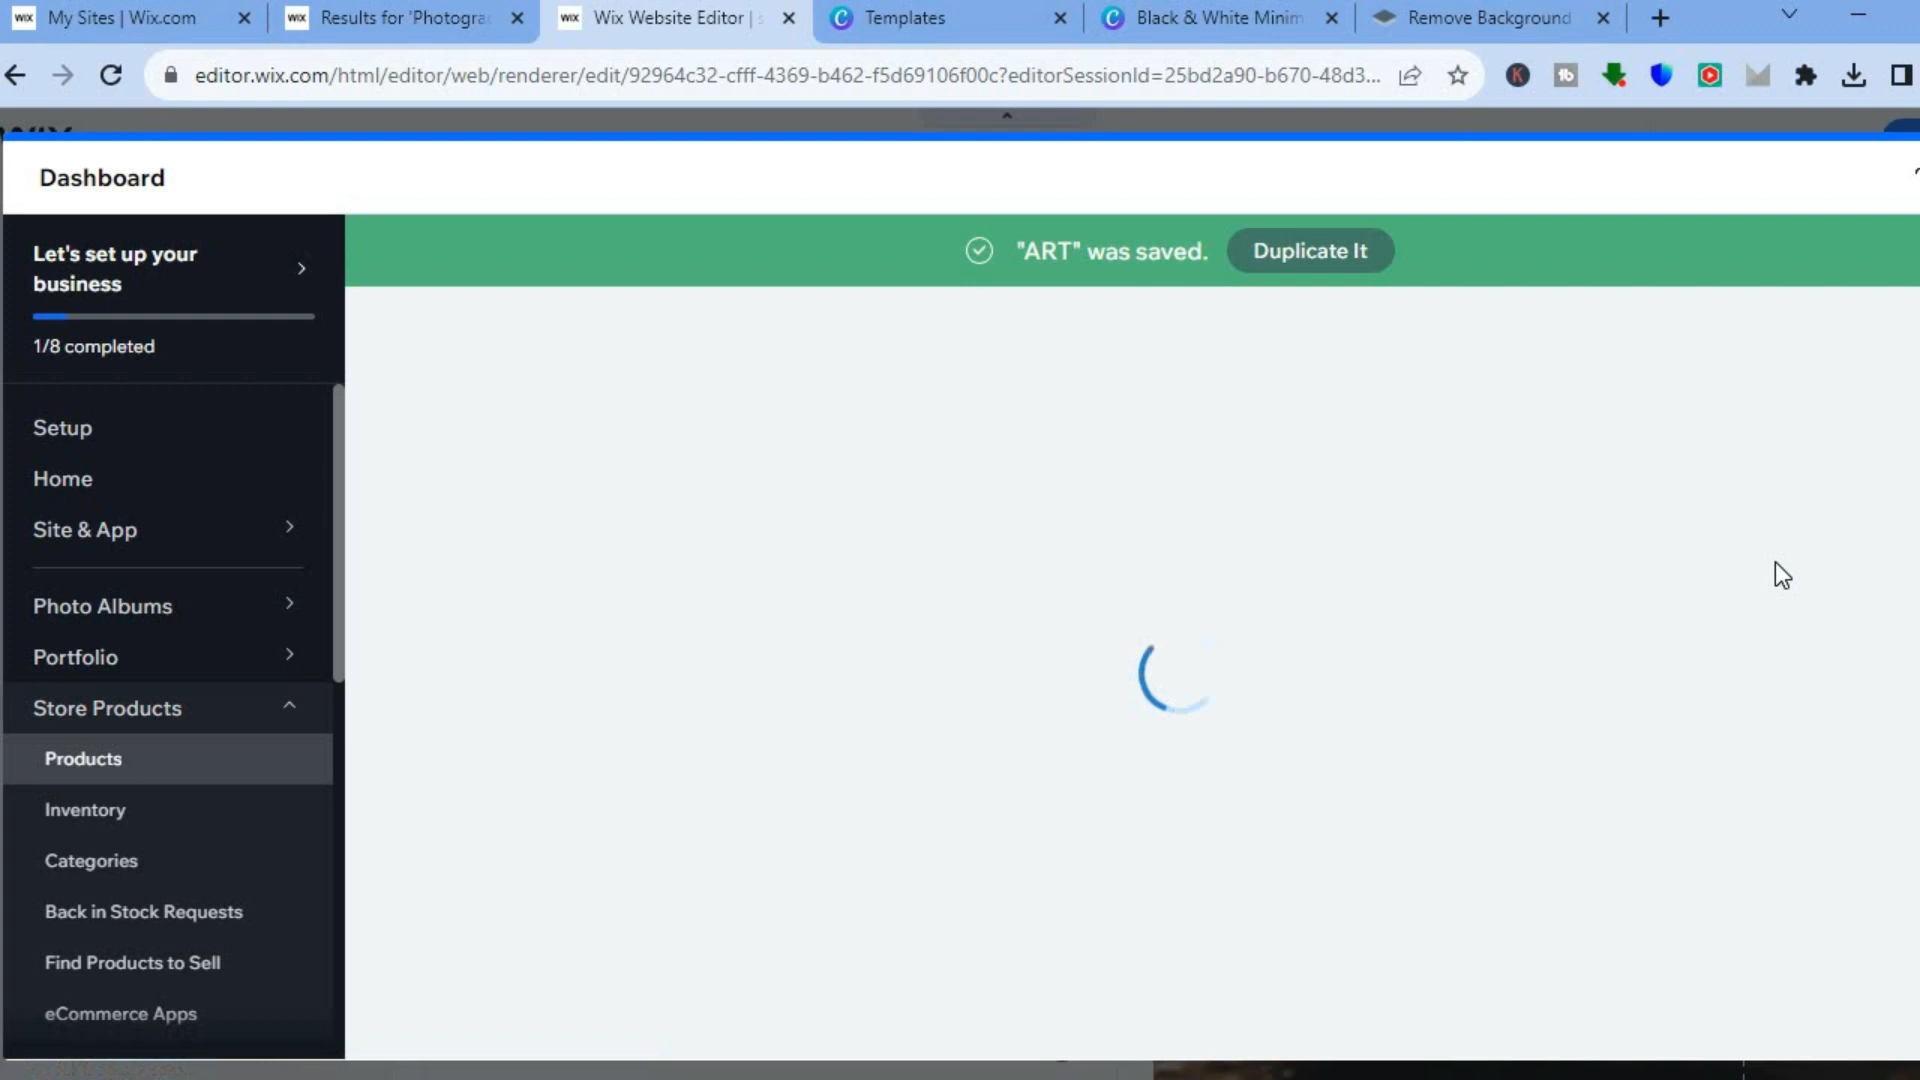 My Sites | Wix.com
Results for 'Photogra
Wix Website Editor |
Templates
Black & White Minim
Remove Background
editor.wix.com/html/editor/web/renderer/edit/92964c32-cfff-4369-b462-f5d69106f00c?editorSessionId=25bd2a90-b670-48d3...
Dashboard
Let's set up your
business
1/8 completed
"ART" was saved.
Duplicate It
Setup
Home
Site & App
Photo Albums
Portfolio
Store Products
Products
Inventory
Categories
Back in Stock Requests
Find Products to Sell
eCommerce Apps